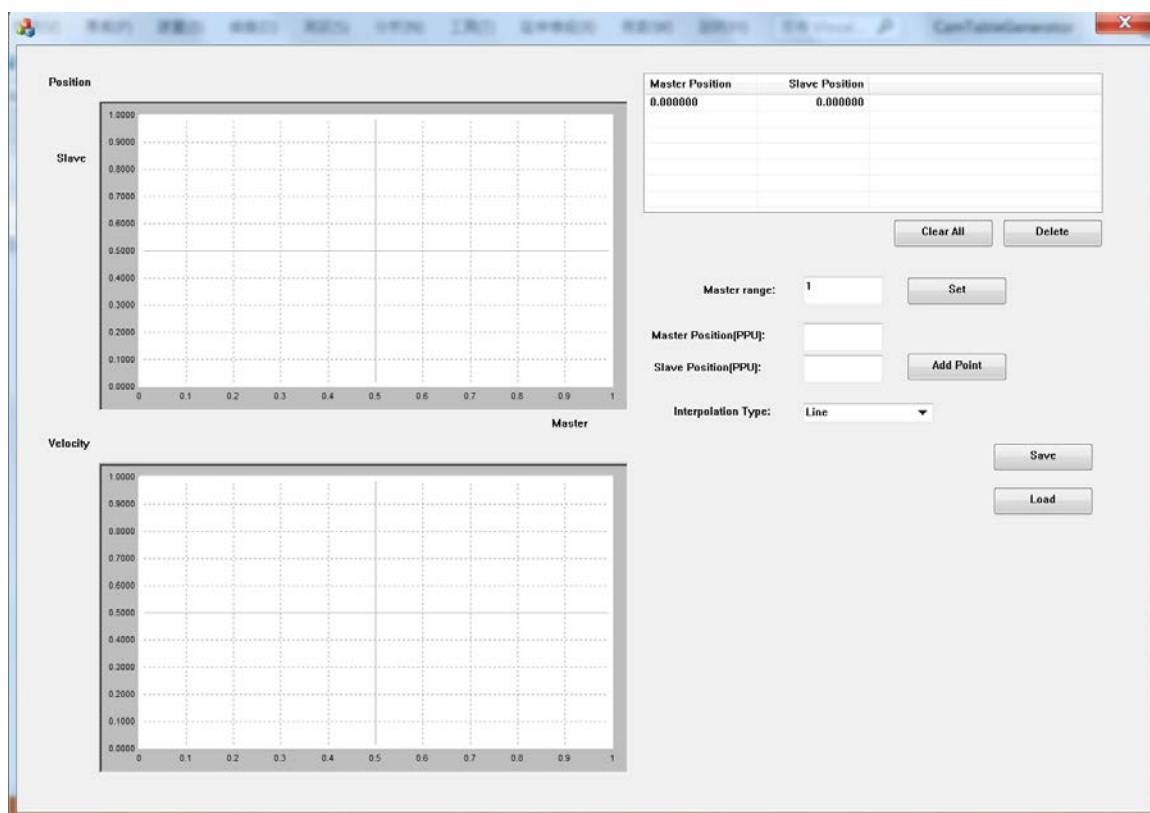 CamTableGenerator
Position
Slave
1.0000
0.9000
0.8000
0.7000
0.6000
0.5000
0.4000
0.3000
0.2000
0.1000
0.0000
0 0.1 0.2 0.3 0.4 0.5 0.6 0.7 0.8 0.9 1
Master
Velocity
1.0000
0.9000
0.8000
0.7000
0.6000
0.5000
0.4000
0.3000
0.2000
0.1000
0.0000
0 0.1 0.2 0.3 0.4 0.5 0.6 0.7 0.8 0.9 1
Master Position Slave Position
0.000000 0.000000
Clear All Delete
Master range: 1 Set
Master Position(PPU):
Slave Position(PPU): Add Point
Interpolation Type: Line
Save
Load